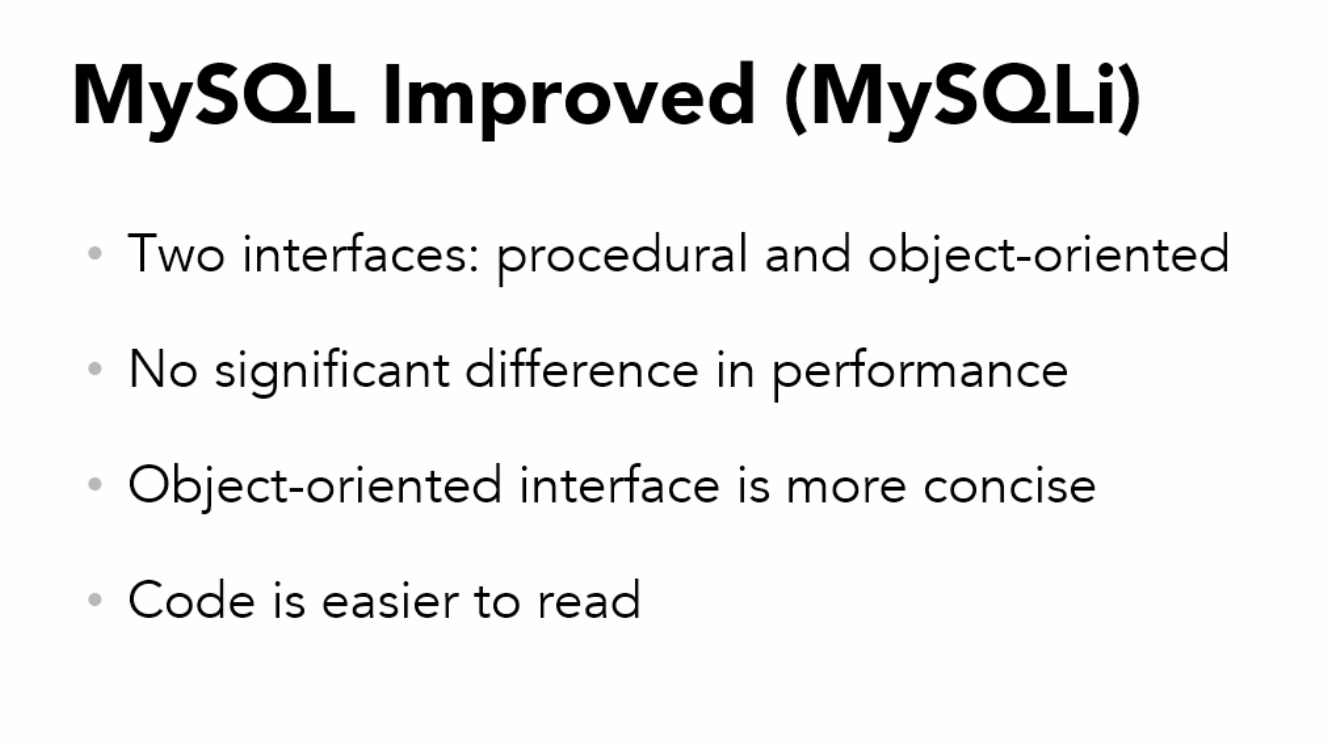 MySQL Improved (MySQLi)
• Two interfaces: procedural and object-oriented
• No significant difference in performance
• Object-oriented interface is more concise
• Code is easier to read